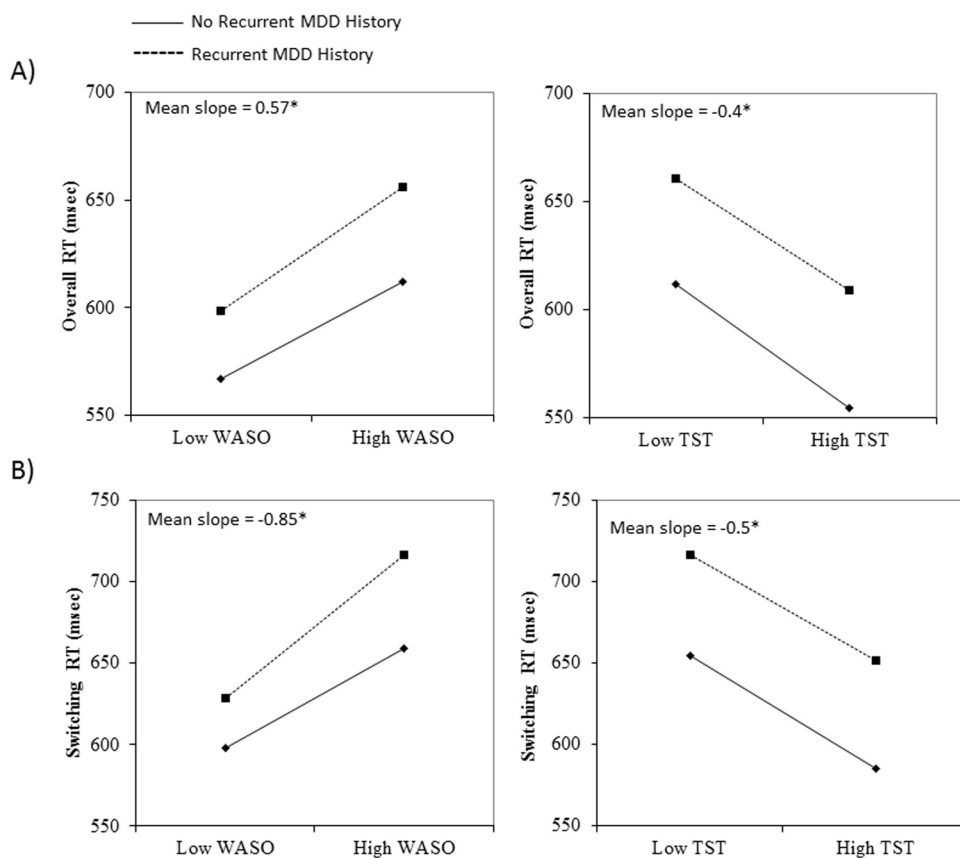 No Recurrent MDD History
Recurrent MDD History
A)
Mean slope = 0.57*
Overall RT (msec)
700
650
600
550
Low WASO High WASO
Mean slope = -0.4*
Overall RT (msec)
700
650
600
550
Low TST High TST
B)
Mean slope = -0.85*
Switching RT (msec)
750
700
650
600
550
Low WASO High WASO
Mean slope = -0.5*
Switching RT (msec)
750
700
650
600
550
Low TST High TST